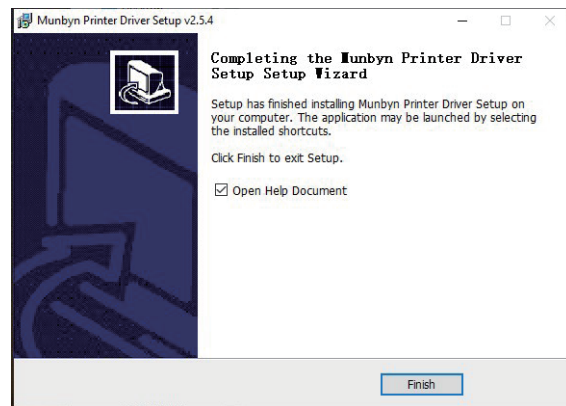 Munbyn Printer Driver Setup v2.5.4
Completing the Munbyn Printer Driver
Setup Setup Wizard
Setup has finished installing Munbyn Printer Driver Setup on
your computer. The application may be launched by selecting
the installed shortcuts.
Click Finish to exit Setup.
Open Help Document
Finish